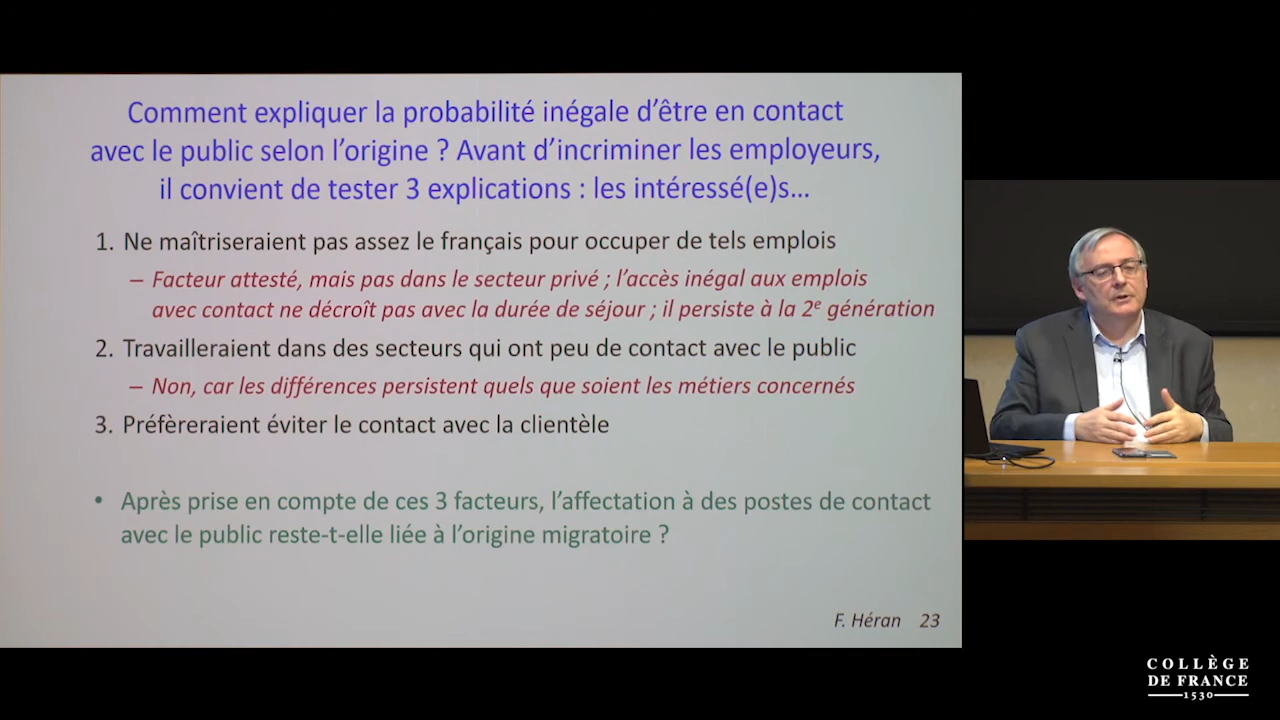 Comment expliquer la probabilité inégale d'être en contact
avec le public selon l'origine ? Avant d'incriminer les employeurs,
il convient de tester 3 explications : les intéressé(e)s...
1. Ne maîtriseraient pas assez le français pour occuper de tels emplois
– Facteur attesté, mais pas dans le secteur privé ; l'accès inégal aux emplois
avec contact ne décroît pas avec la durée de séjour ; il persiste à la 2e génération
2. Travailleraient dans des secteurs qui ont peu de contact avec le public
– Non, car les différences persistent quels que soient les métiers concernés
3. Préfèreraient éviter le contact avec la clientèle
• Après prise en compte de ces 3 facteurs, l'affectation à des postes de contact
avec le public reste-t-elle liée à l'origine migratoire ?
F. Héran 23
COLLÈGE
DE FRANCE
1530